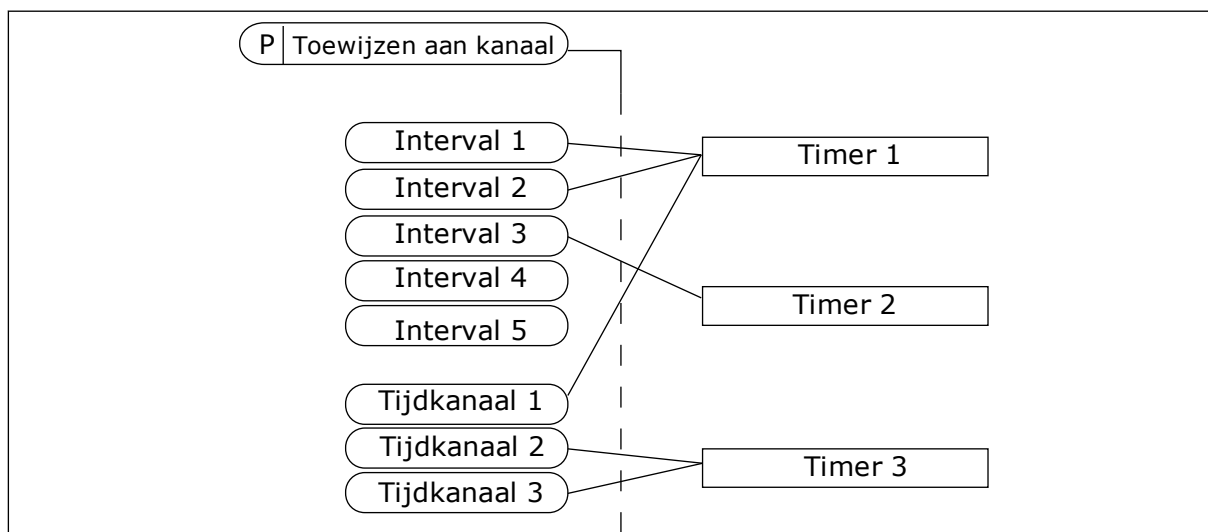 P Toewijzen aan kanaal
Interval 1
Timer 1
Interval 2
Interval 3
Interval 4
Timer 2
Interval 5
Tijdkanaal 1
Tijdkanaal 2
Timer 3
Tijdkanaal 3